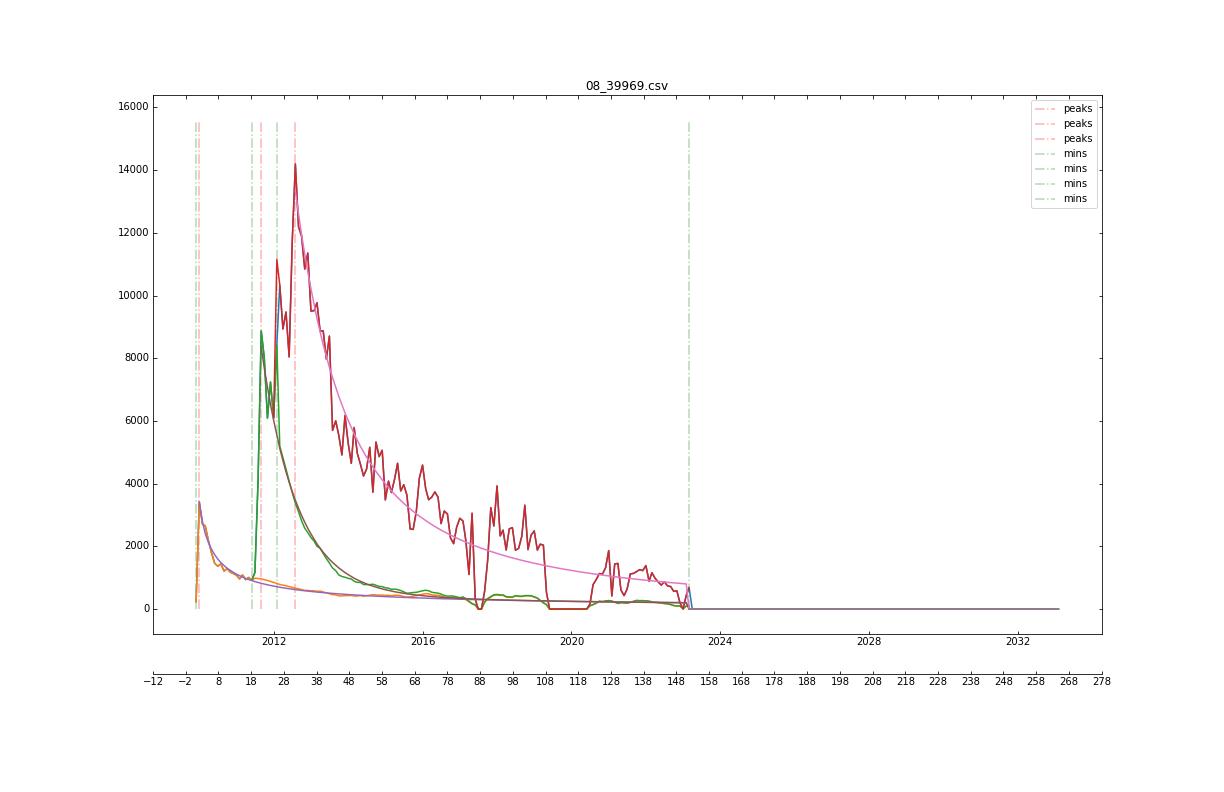 08_39969.csv
16000
14000
12000
10000
8000
6000
4000
2000
0
peaks
peaks
peaks
mins
mins
mins
mins
2012 2016 2020 2024 2028 2032
−12 −2 8 18 28 38 48 58 68 78 88 98 108 118 128 138 148 158 168 178 188 198 208 218 228 238 248 258 268 278